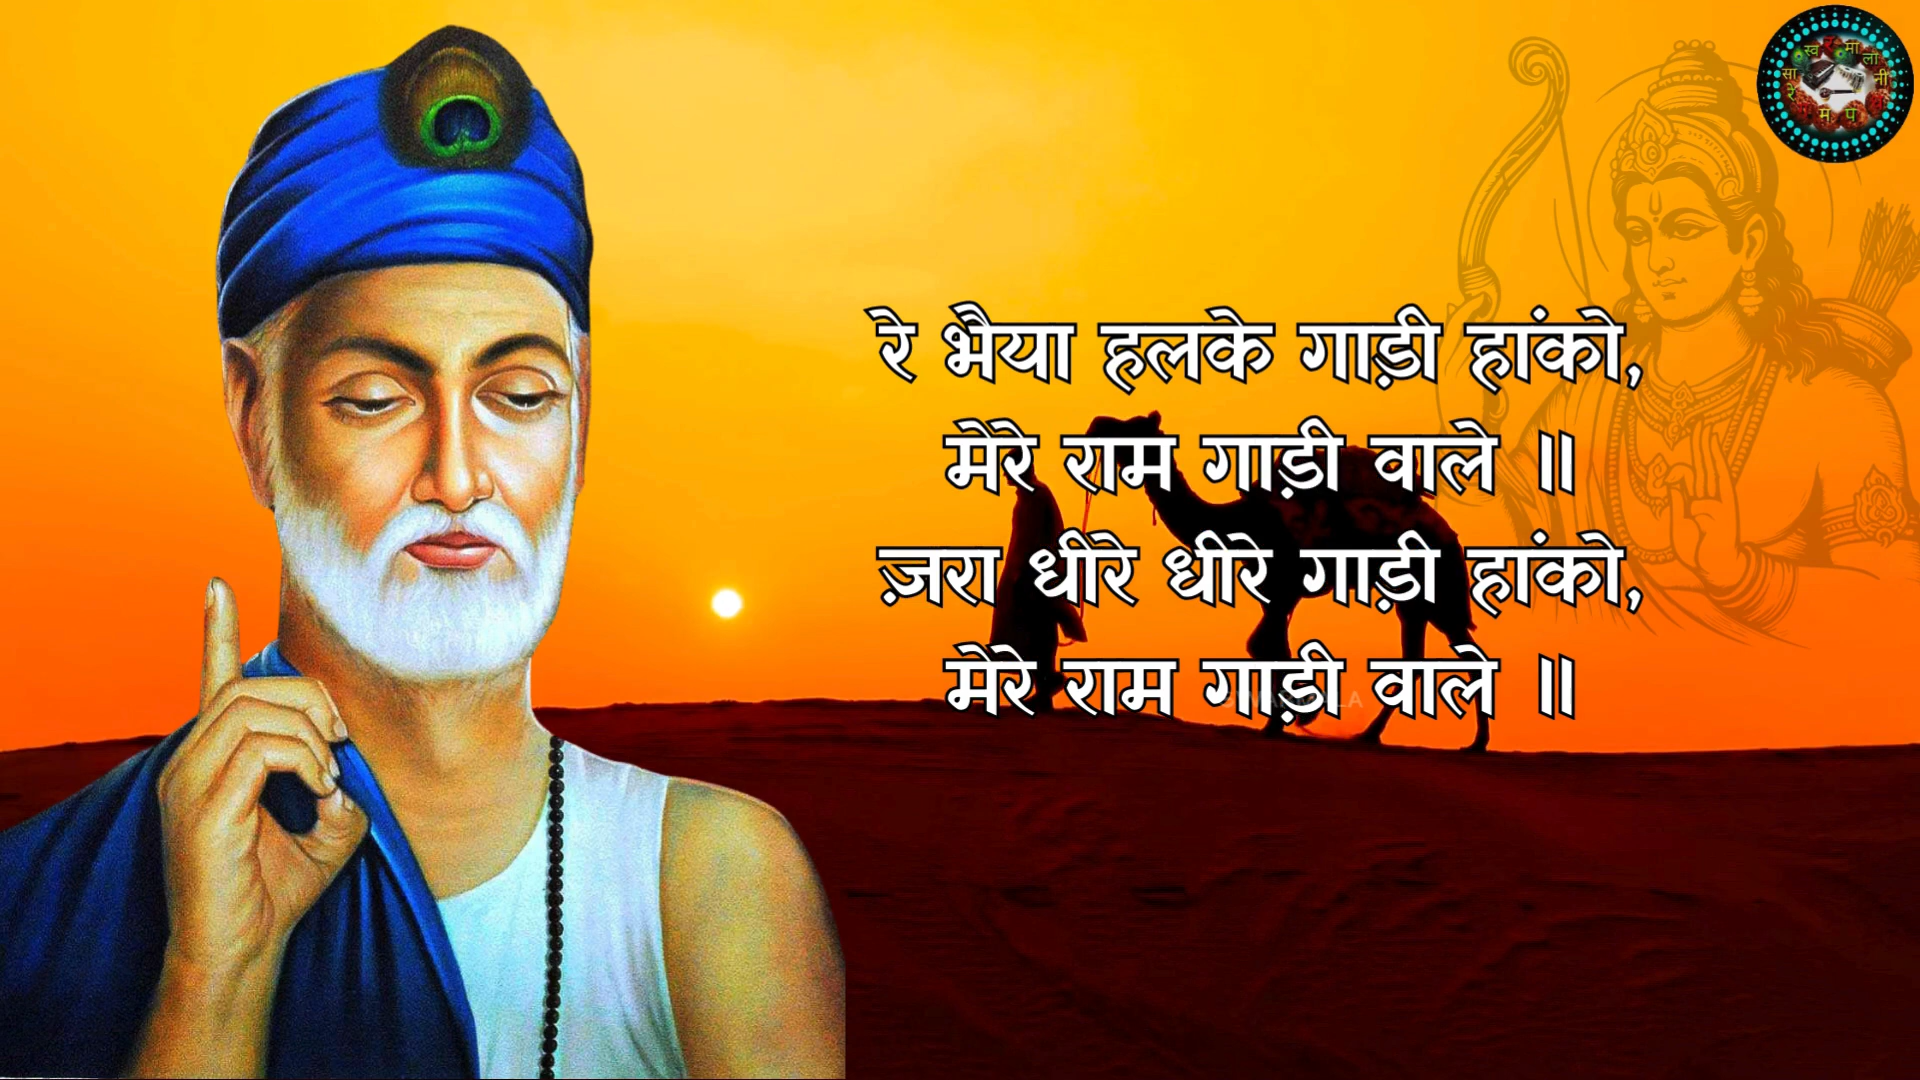 रे भैया हलके गाड़ी हांको,
मेरे राम गाड़ी वाले ॥
ज़रा धीरे धीरे गाड़ी हांको,
मेरे राम गाड़ी वाले ॥
स्व र मा ला
सा रे म प नी